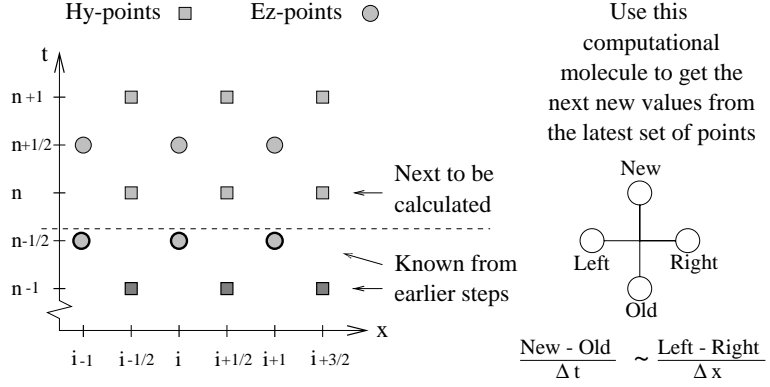 Hy-points Ez-points
t
n+1
n+1/2
n
n-1/2
n-1
Next to be
calculated
Known from
earlier steps
x
i-1 i-1/2 i i+1/2 i+1 i+3/2
Use this
computational
molecule to get the
next new values from
the latest set of points
New
Left Right
Old
New - Old ~ Left - Right
Δ t Δ x